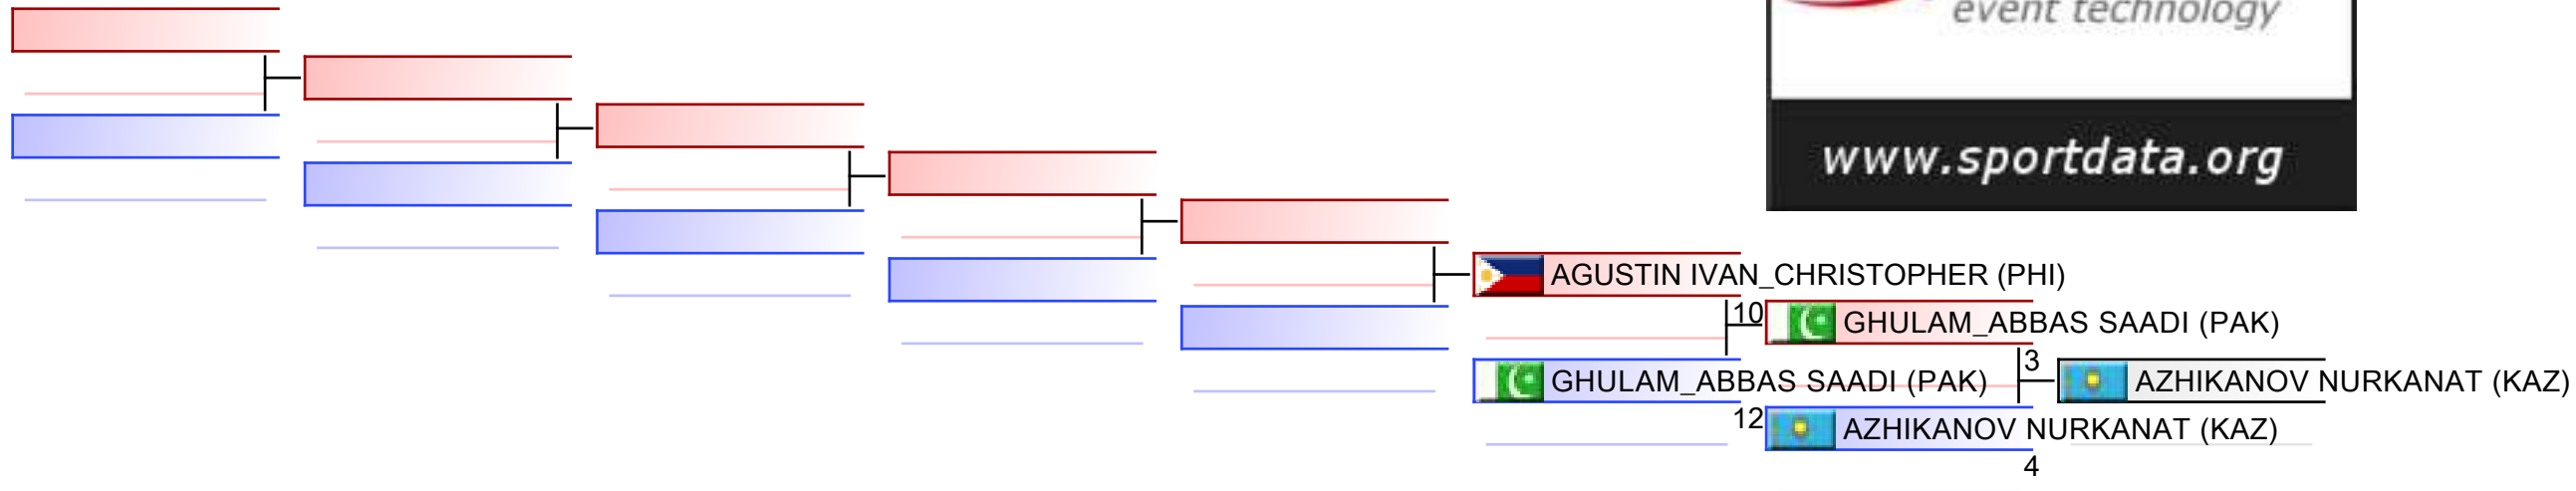 event technology
www.sportdata.org
AGUSTIN IVAN_CHRISTOPHER (PHI)
10
GHULAM_ABBAS SAADI (PAK)
3
GHULAM_ABBAS SAADI (PAK)
AZHIKANOV NURKANAT (KAZ)
12
AZHIKANOV NURKANAT (KAZ)
4